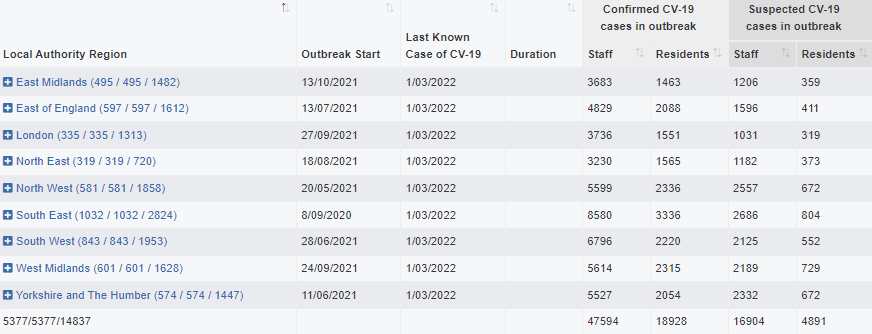 Confirmed CV-19 Suspected CV-19
cases in outbreak cases in outbreak
Last Known
Local Authority Region Outbreak Start Case of CV-19 Duration Staff Residents Staff Residents
East Midlands (495 / 495 / 1482) 13/10/2021 1/03/2022 3683 1463 1206 359
East of England (597 / 597 / 1612) 13/07/2021 1/03/2022 4829 2088 1596 411
London (335 / 335 / 1313) 27/09/2021 1/03/2022 3736 1551 1031 319
North East (319 / 319 / 720) 18/08/2021 1/03/2022 3230 1565 1182 373
North West (581 / 581 / 1858) 20/05/2021 1/03/2022 5599 2336 2557 672
South East (1032 / 1032 / 2824) 8/09/2020 1/03/2022 8580 3336 2686 804
South West (843 / 843 / 1953) 28/06/2021 1/03/2022 6796 2220 2125 552
West Midlands (601 / 601 / 1628) 24/09/2021 1/03/2022 5614 2315 2189 729
Yorkshire and The Humber (574 / 574 / 1447) 11/06/2021 1/03/2022 5527 2054 2332 672
5377/5377/14837 47594 18928 16904 4891